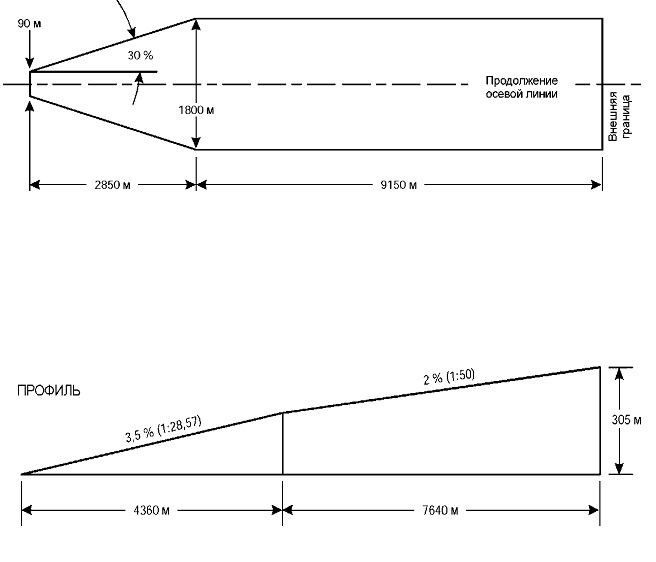 90 м
30 %
1800 м
Продолжение
осевой линии
Внешняя
граница
2850 м
9150 м
ПРОФИЛЬ
3,5 % (1:28,57)
2 % (1:50)
305 м
4360 м
7640 м